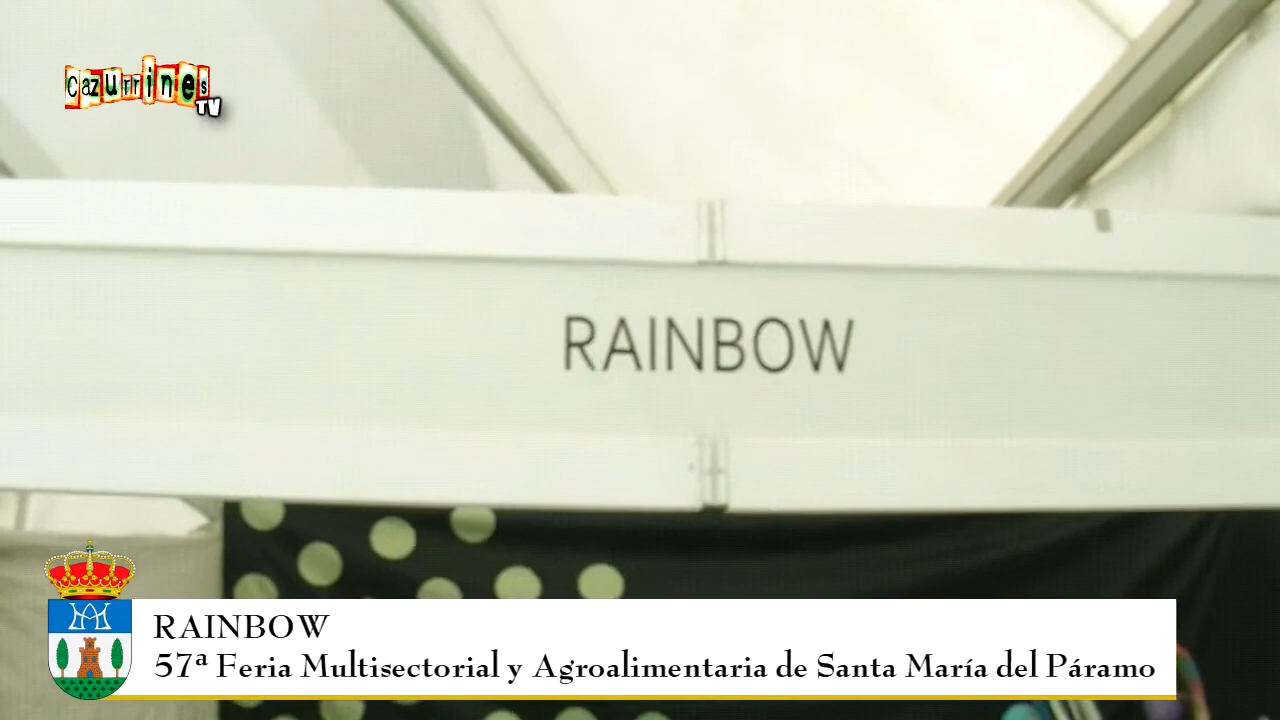 Cazurrines
TV
RAINBOW
RAINBOW
57ª Feria Multisectorial y Agroalimentaria de Santa María del Páramo